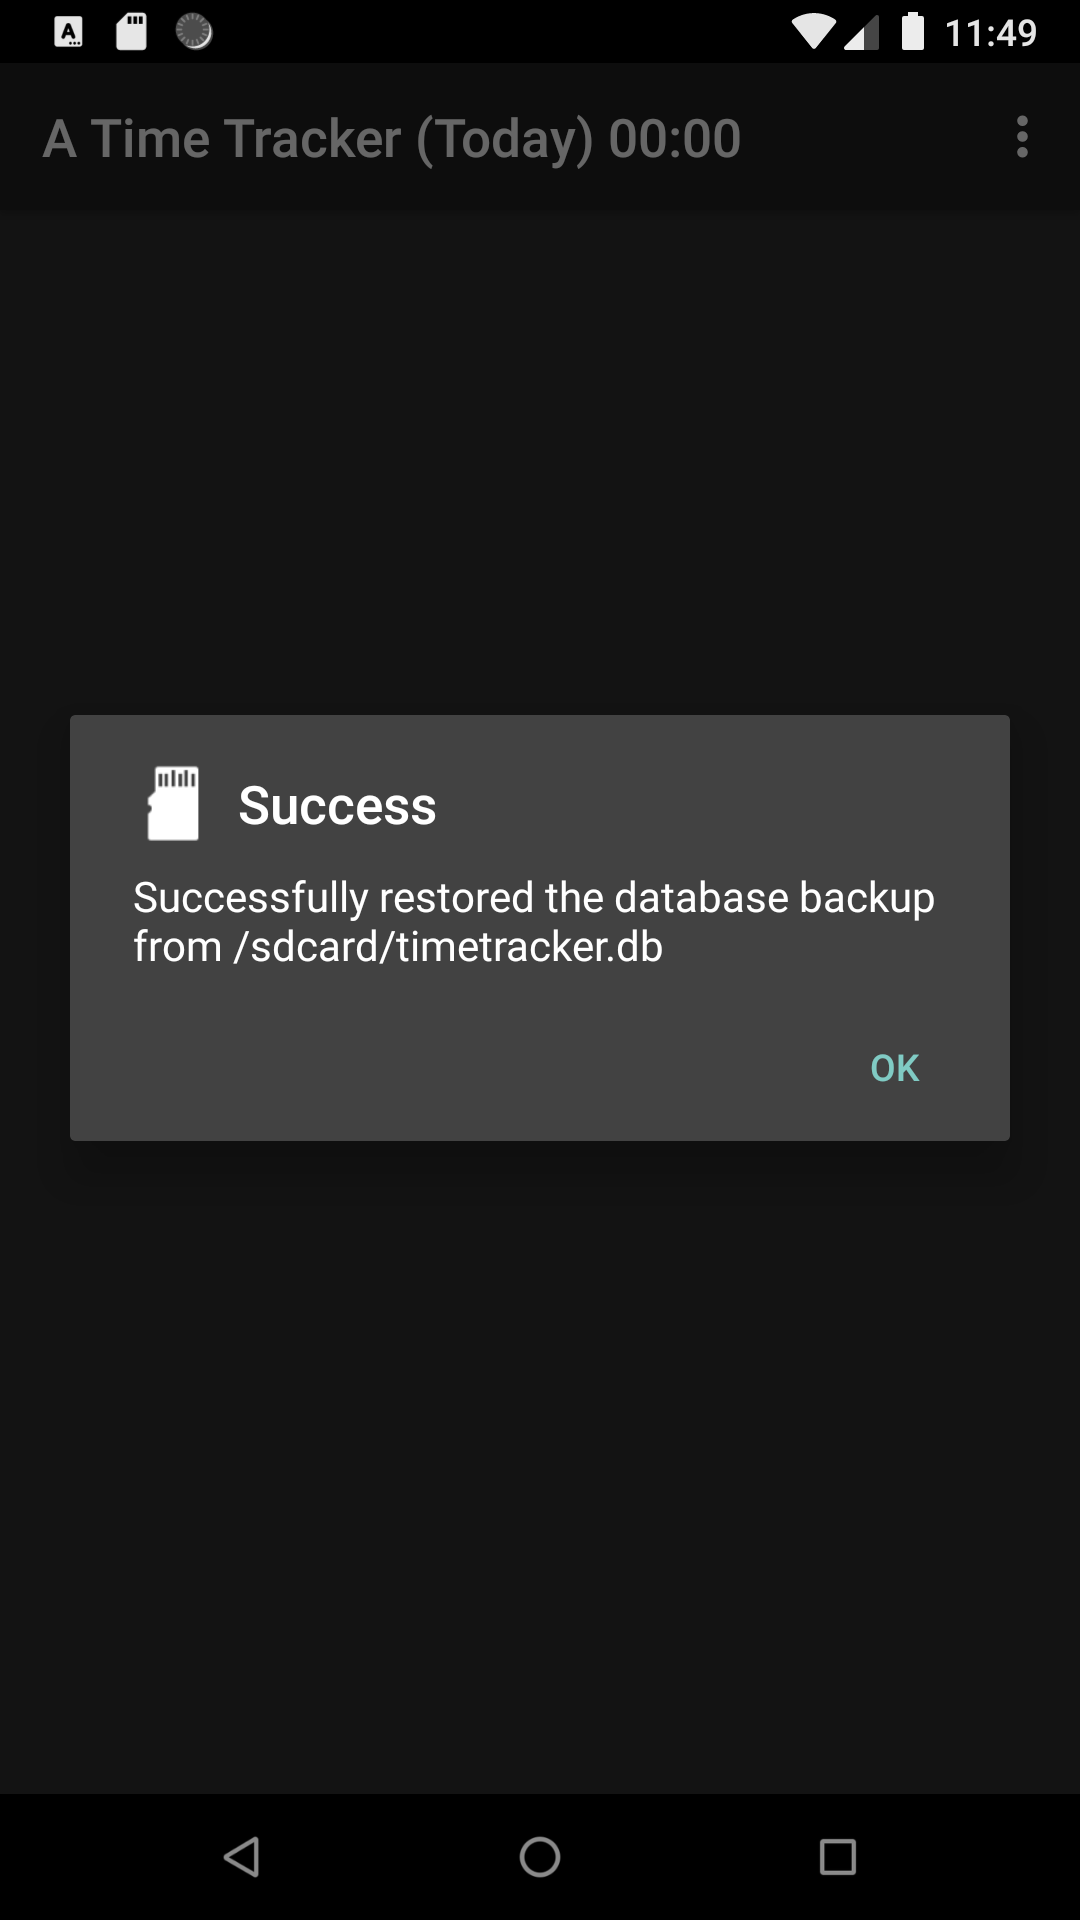 11:49
A Time Tracker (Today) 00:00
Success
Successfully restored the database backup
from /sdcard/timetracker.db
OK